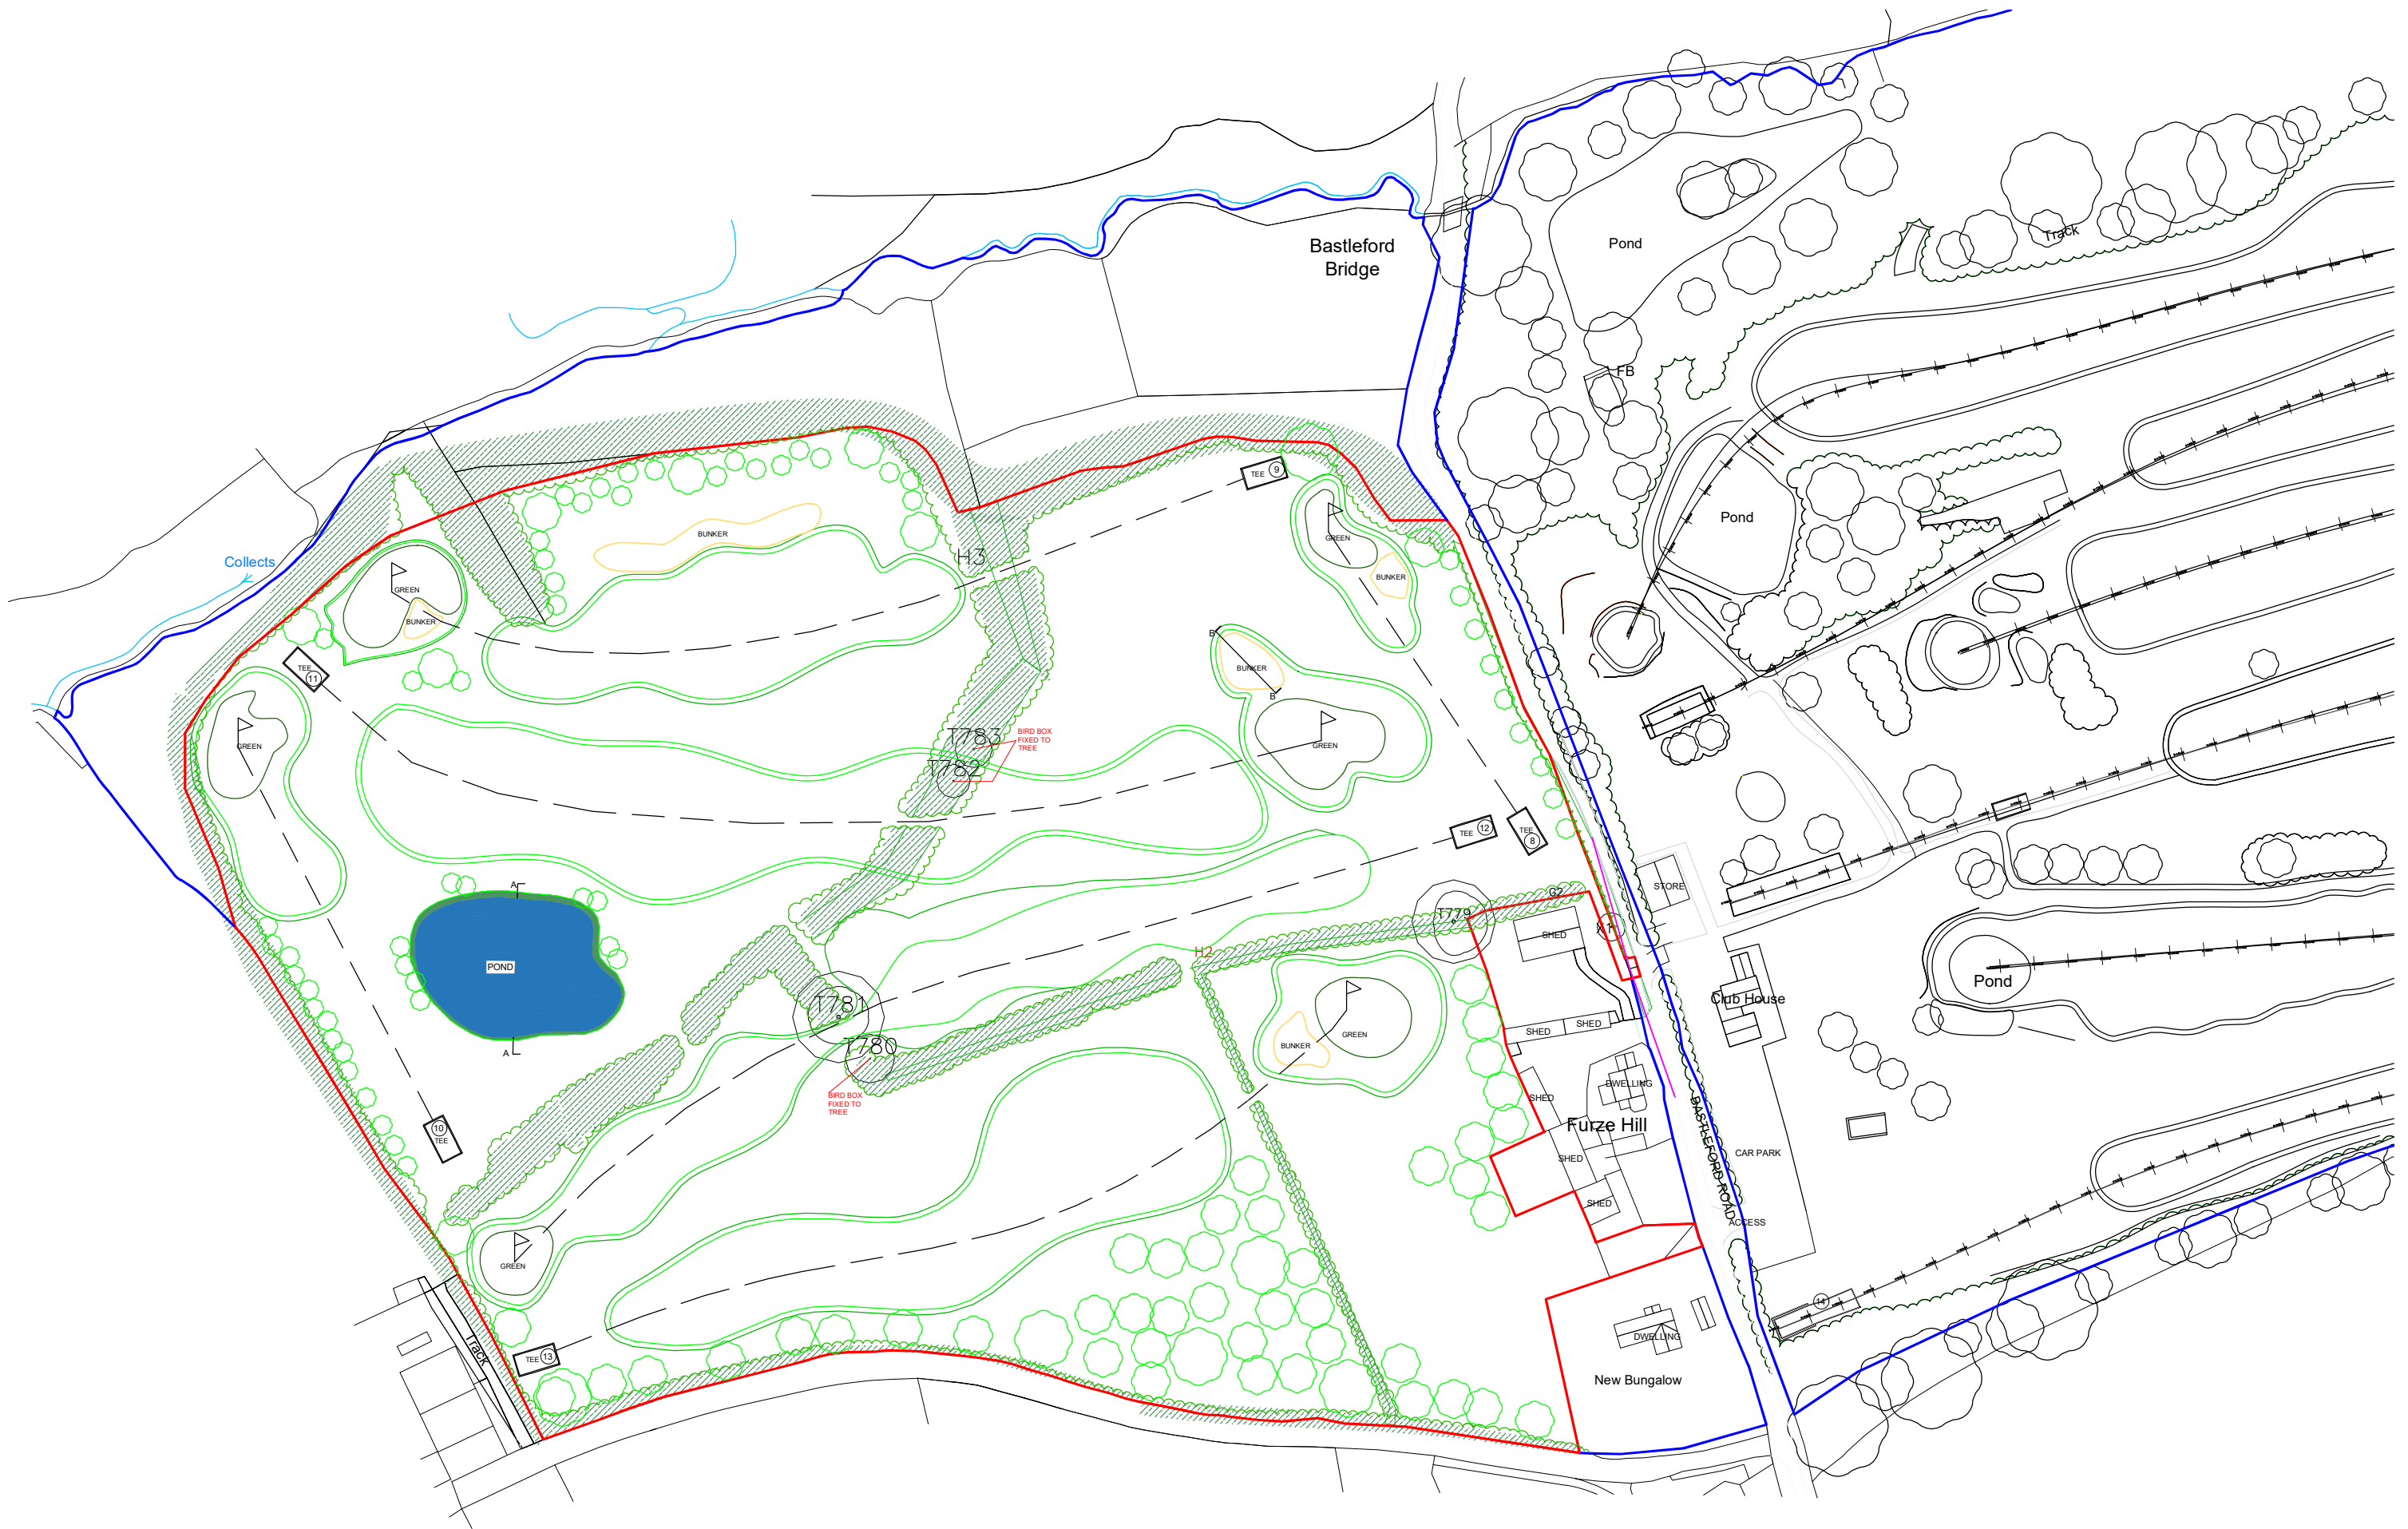 Bastleford
Bridge
Pond
Track
FB
TEE 9
GREEN
Pond
BUNKER
H3
Collects
GREEN
BUNKER
BUNKER
TEE
11
B
BUNKER
B
GREEN
GREEN
T783
BIRD BOX
FIXED TO
TREE
T782
TEE 12
TEE
8
STORE
A
G2
T779
SHED
X1
H2
POND
Pond
Club House
T781
GREEN
BUNKER
SHED
SHED
T780
A
BIRD BOX
FIXED TO
TREE
DWELLING
SHED
Furze Hill
10
TEE
BASTLEFORD ROAD
CAR PARK
SHED
SHED
ACCESS
GREEN
14
DWELLING
Track
TEE 13
New Bungalow